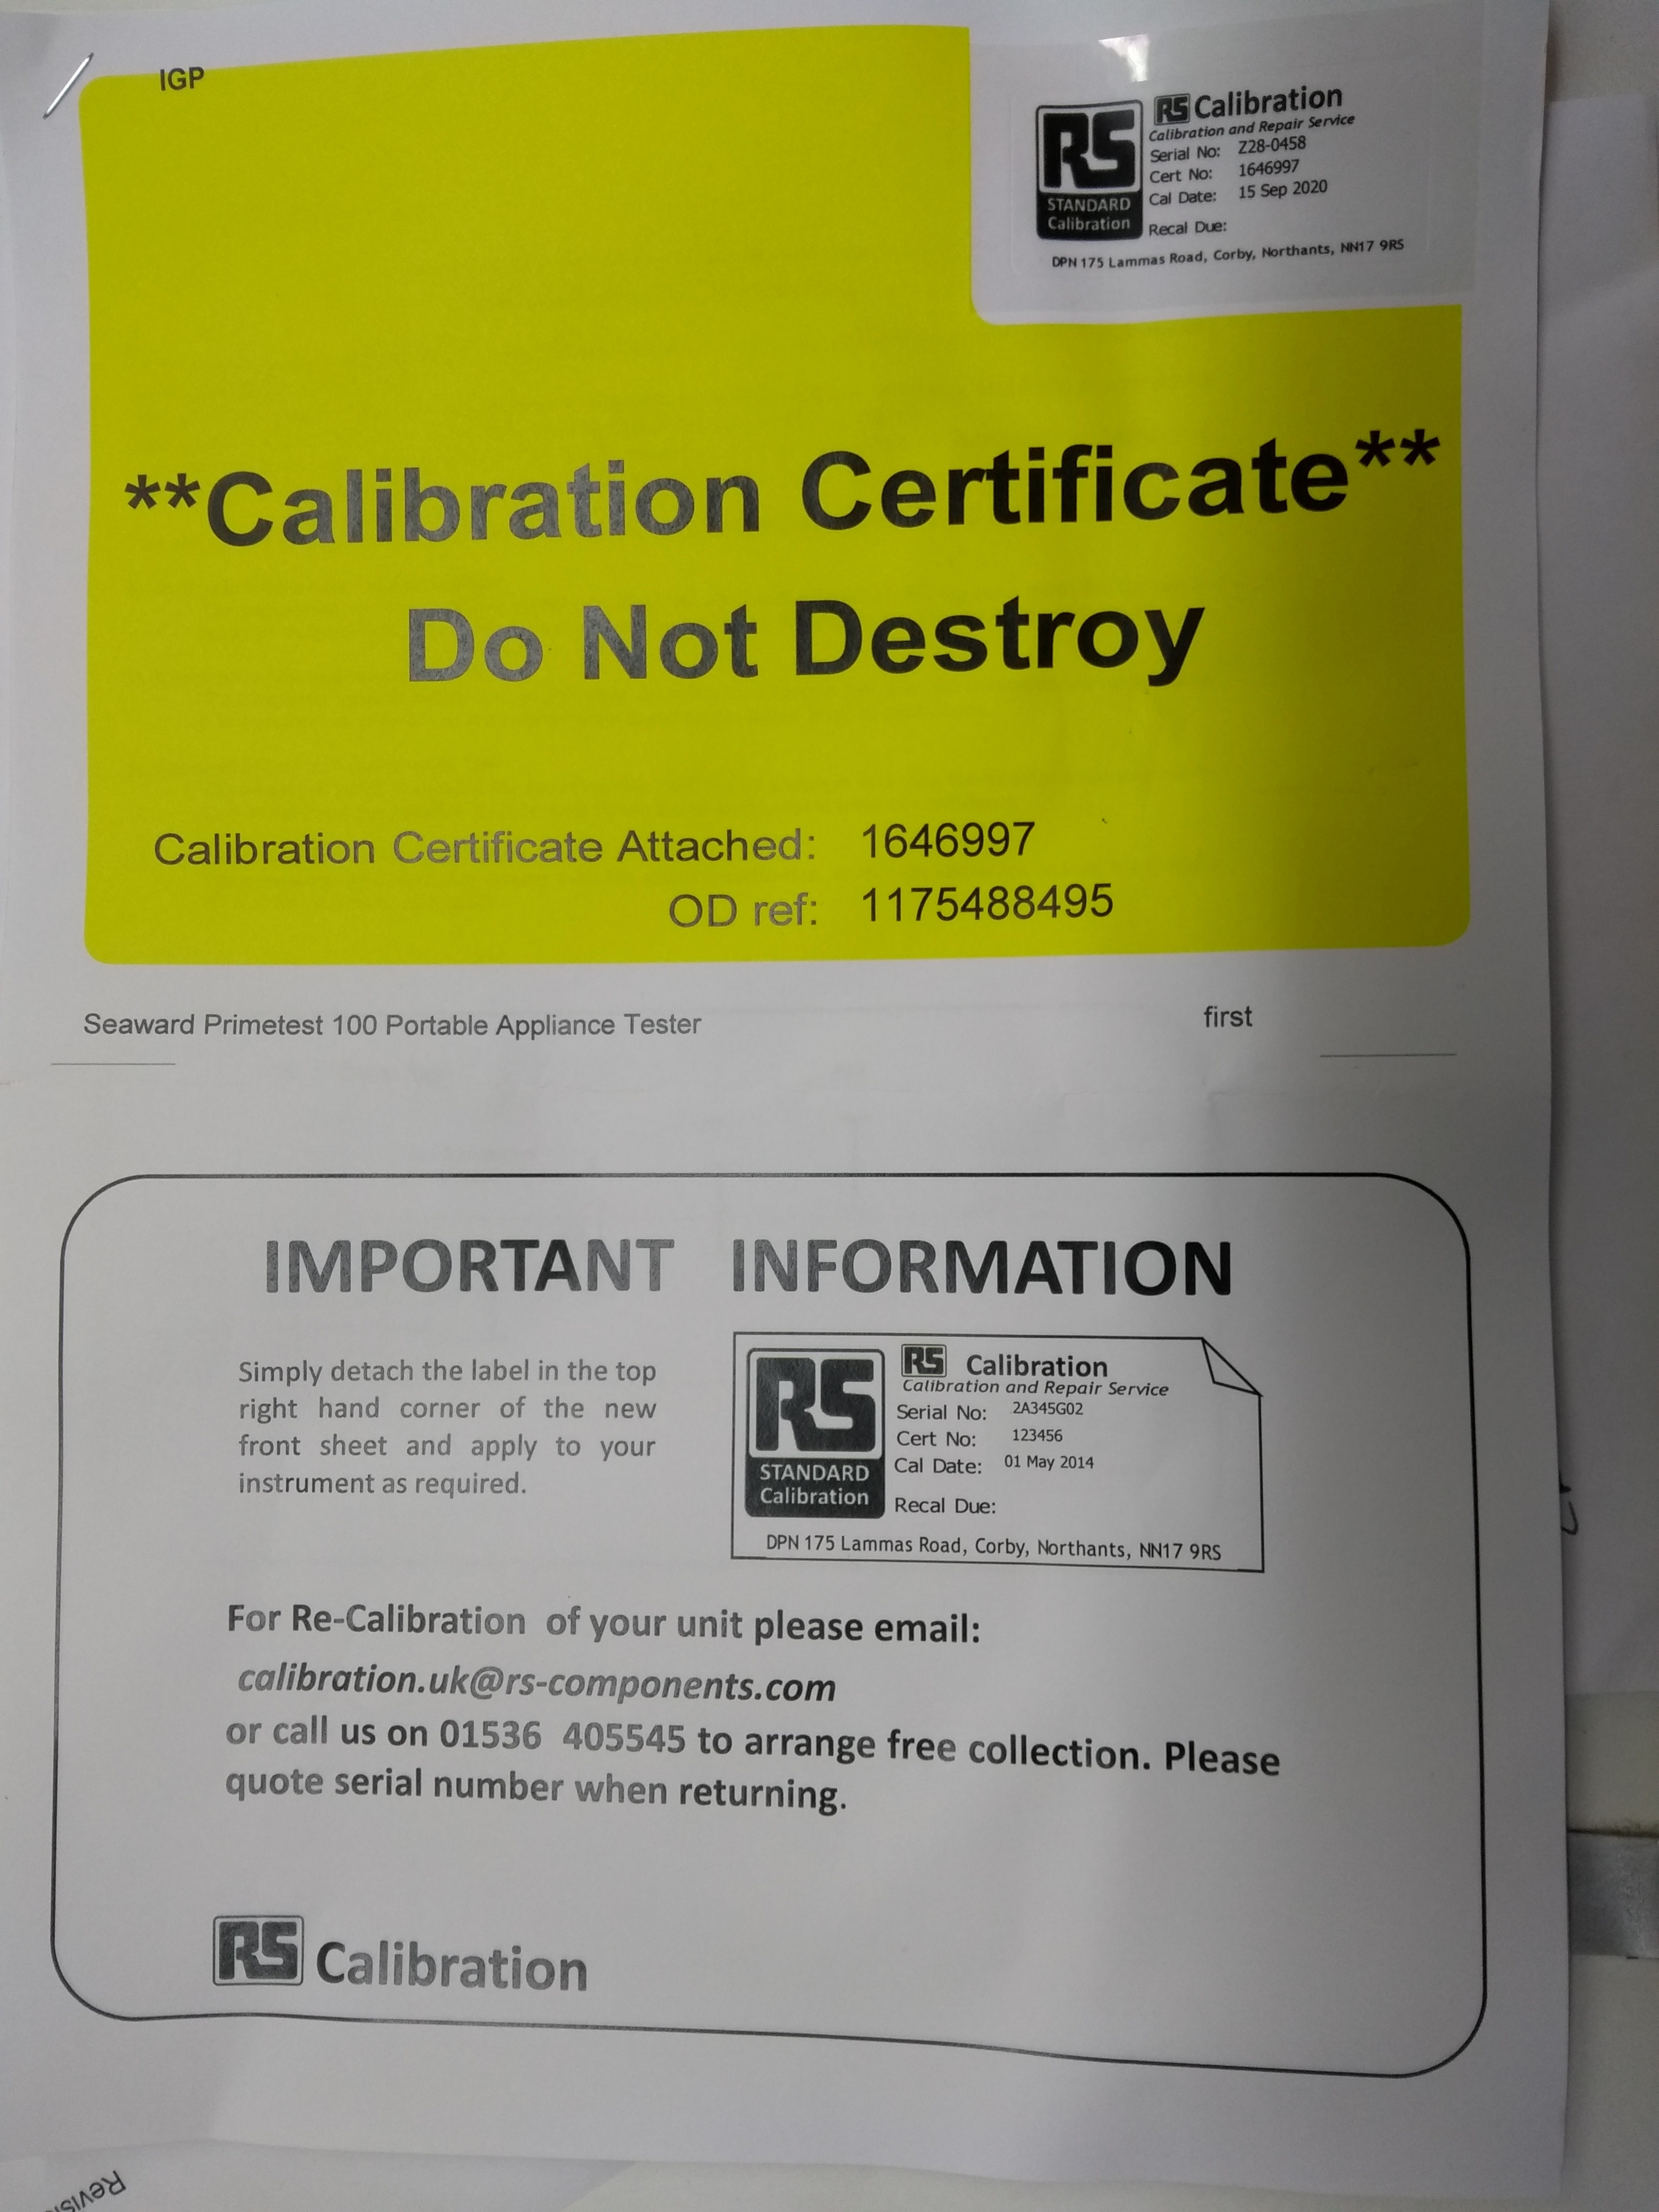 IGP
RS
STANDARD
Calibration
RS Calibration
Calibration and Repair Service
Serial No: Z28-0458
Cert No: 1646997
Cal Date: 15 Sep 2020
Recal Due:
DPN 175 Lammas Road, Corby, Northants, NN17 9RS
**Calibration Certificate**
Do Not Destroy
Calibration Certificate Attached: 1646997
OD ref: 1175488495
Seaward Primetest 100 Portable Appliance Tester first
IMPORTANT INFORMATION
Simply detach the label in the top
right hand corner of the new
front sheet and apply to your
instrument as required.
RS
STANDARD
Calibration
RS Calibration
Calibration and Repair Service
Serial No: 2A345G02
Cert No: 123456
Cal Date: 01 May 2014
Recal Due:
DPN 175 Lammas Road, Corby, Northants, NN17 9RS
For Re-Calibration of your unit please email:
calibration.uk@rs-components.com
or call us on 01536 405545 to arrange free collection. Please
quote serial number when returning.
RS Calibration